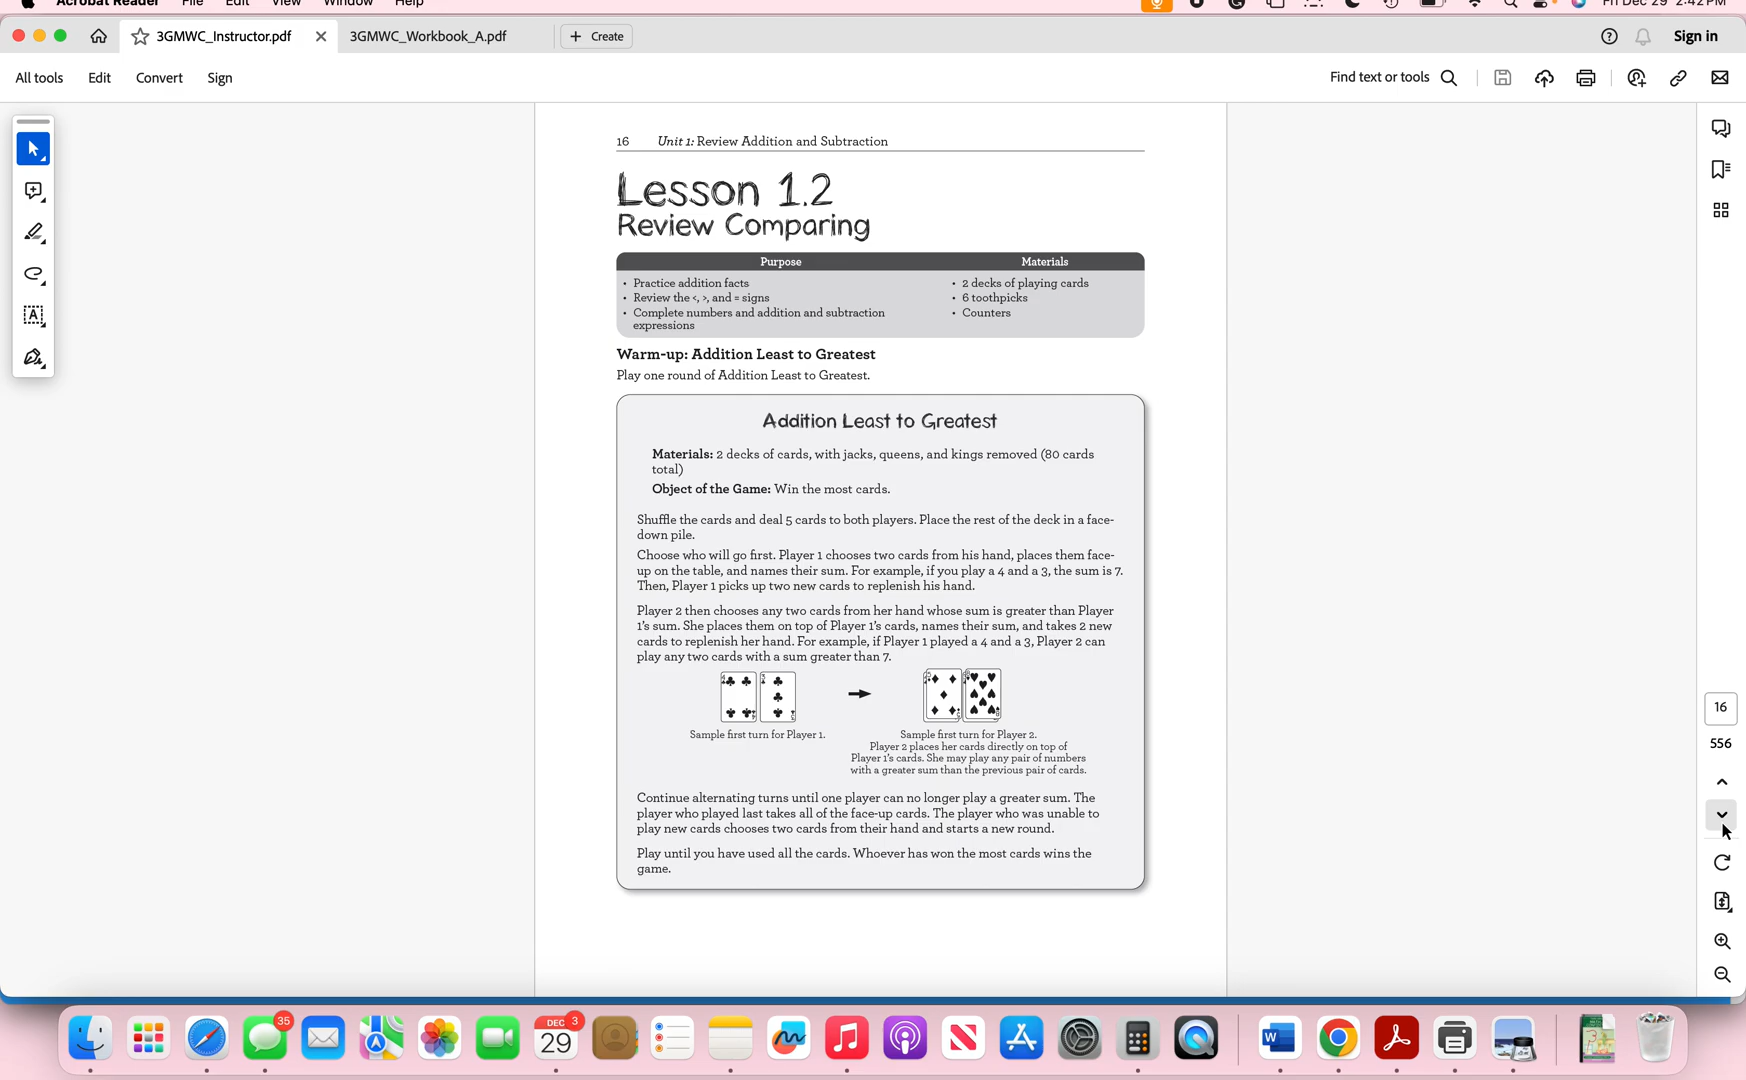 Acrobat Reader File Edit View Window Help Fri Dec 29 2:42 PM
3GMWC_Instructor.pdf 3GMWC_Workbook_A.pdf Create Sign in
All tools Edit Convert Sign Find text or tools
16 Unit 1: Review Addition and Subtraction
Lesson 1.2
Review Comparing
Purpose Materials
• Practice addition facts • 2 decks of playing cards
• Review the <, >, and = signs • 6 toothpicks
• Complete numbers and addition and subtraction • Counters
expressions
Warm-up: Addition Least to Greatest
Play one round of Addition Least to Greatest.
Addition Least to Greatest
Materials: 2 decks of cards, with jacks, queens, and kings removed (80 cards
total)
Object of the Game: Win the most cards.
Shuffle the cards and deal 5 cards to both players. Place the rest of the deck in a face-
down pile.
Choose who will go first. Player 1 chooses two cards from his hand, places them face-
up on the table, and names their sum. For example, if you play a 4 and a 3, the sum is 7.
Then, Player 1 picks up two new cards to replenish his hand.
Player 2 then chooses any two cards from her hand whose sum is greater than Player
1's sum. She places them on top of Player 1's cards, names their sum, and takes 2 new
cards to replenish her hand. For example, if Player 1 played a 4 and a 3, Player 2 can
play any two cards with a sum greater than 7.
Sample first turn for Player 1. Sample first turn for Player 2.
Player 2 places her cards directly on top of
Player 1's cards. She may play any pair of numbers
with a greater sum than the previous pair of cards.
Continue alternating turns until one player can no longer play a greater sum. The
player who played last takes all of the face-up cards. The player who was unable to
play new cards chooses two cards from their hand and starts a new round.
Play until you have used all the cards. Whoever has won the most cards wins the
game.
16
556
35
DEC 3
29